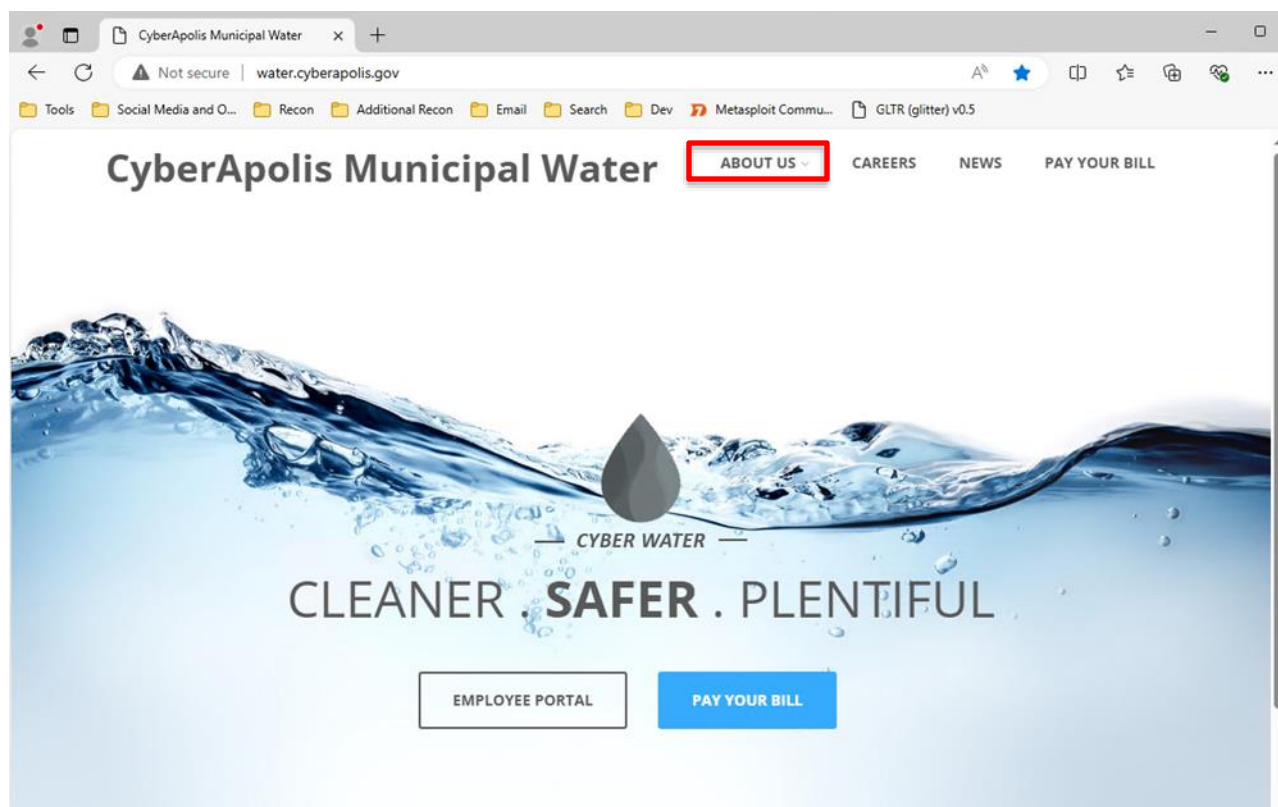 CyberApolis Municipal Water
Not secure | water.cyberapolis.gov
Tools Social Media and O... Recon Additional Recon Email Search Dev Metasploit Commu... GLTR (glitter) v0.5
CyberApolis Municipal Water ABOUT US CAREERS NEWS PAY YOUR BILL
CYBER WATER
CLEANER . SAFER . PLENTIFUL
EMPLOYEE PORTAL PAY YOUR BILL